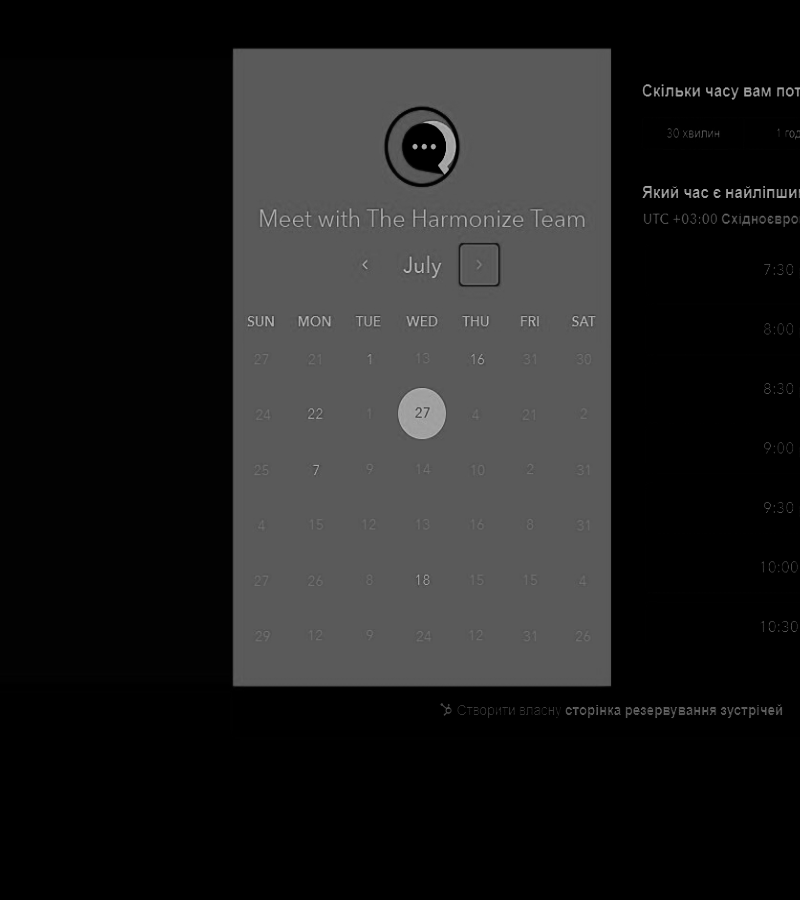 Meet with The Harmonize Team
July
SUN MON TUE WED THU FRI SAT
27 21 1 13 16 31 30
24 22 1 27 4 21 2
25 7 9 14 10 2 31
4 15 12 13 16 8 31
27 26 8 18 15 15 4
29 12 9 24 12 31 26
Скільки часу вам
30 хвилин 1
Який час є
UTC +03:00
7:30
8:00
8:30
9:00
9:30
10:00
10:30
Створити власну сторінка резервування зустрічей